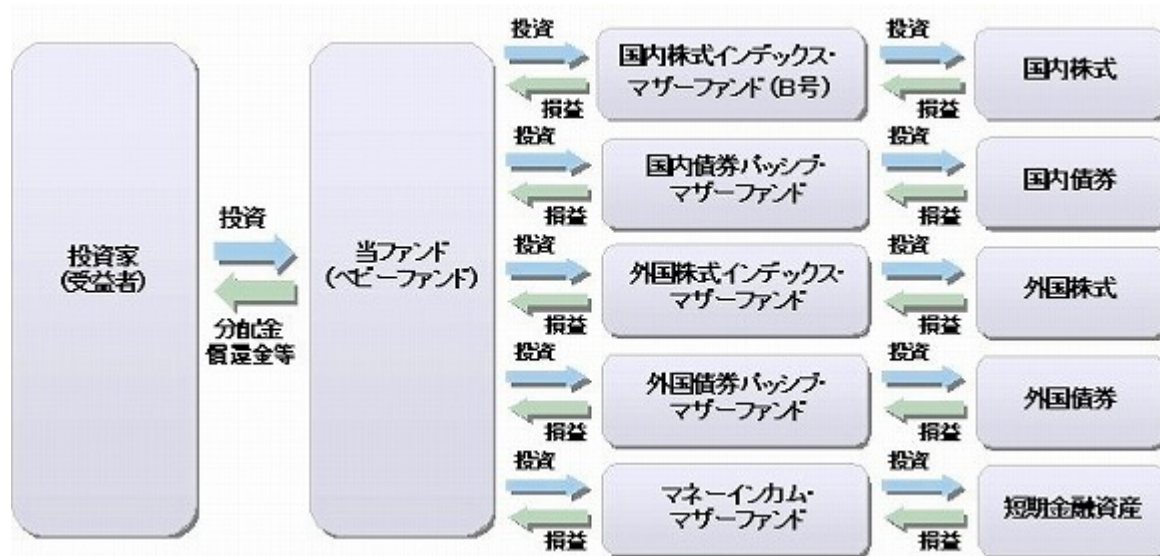 投資家
(受益者)
投資
分配金
償還金等
当ファンド
(ベビーファンド)
投資
損益
国内株式インデックス・
マザーファンド(B号)
投資
損益
国内株式
投資
損益
国内債券パッシブ・
マザーファンド
投資
損益
国内債券
投資
損益
外国株式インデックス・
マザーファンド
投資
損益
外国株式
投資
損益
外国債券パッシブ・
マザーファンド
投資
損益
外国債券
投資
損益
マネーインカム・
マザーファンド
投資
損益
短期金融資産